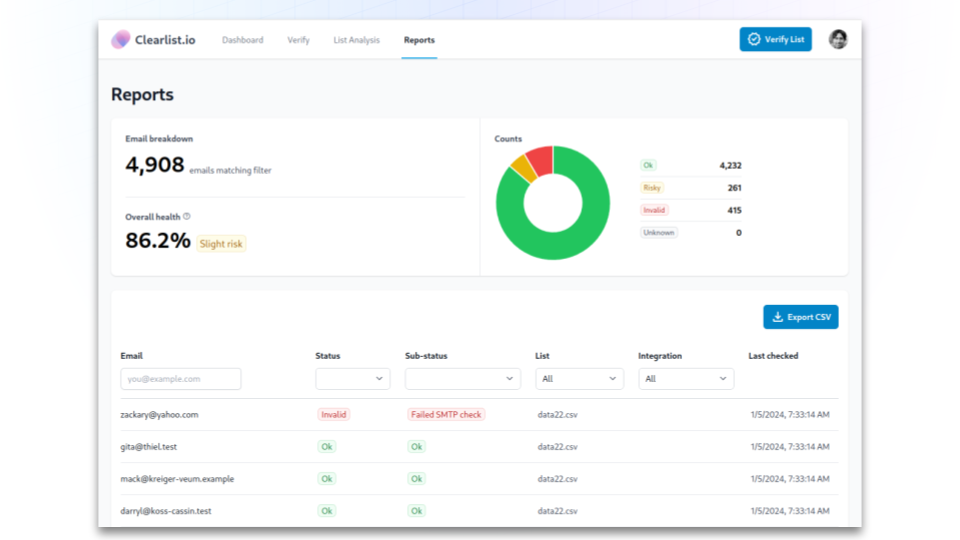 Clearlist.io Dashboard Verify List Analysis Reports Verify List
Reports
Email breakdown
4,908 emails matching filter
Overall health
86.2% Slight risk
Counts
Ok 4,232
Risky 261
Invalid 415
Unknown 0
Export CSV
Email Status Sub-status List Integration Last checked
you@example.com All All
zackary@yahoo.com Invalid Failed SMTP check data22.csv 1/5/2024, 7:33:14 AM
gita@thiel.test Ok Ok data22.csv 1/5/2024, 7:33:14 AM
mack@kreiger-veum.example Ok Ok data22.csv 1/5/2024, 7:33:14 AM
darryl@koss-cassin.test Ok Ok data22.csv 1/5/2024, 7:33:14 AM